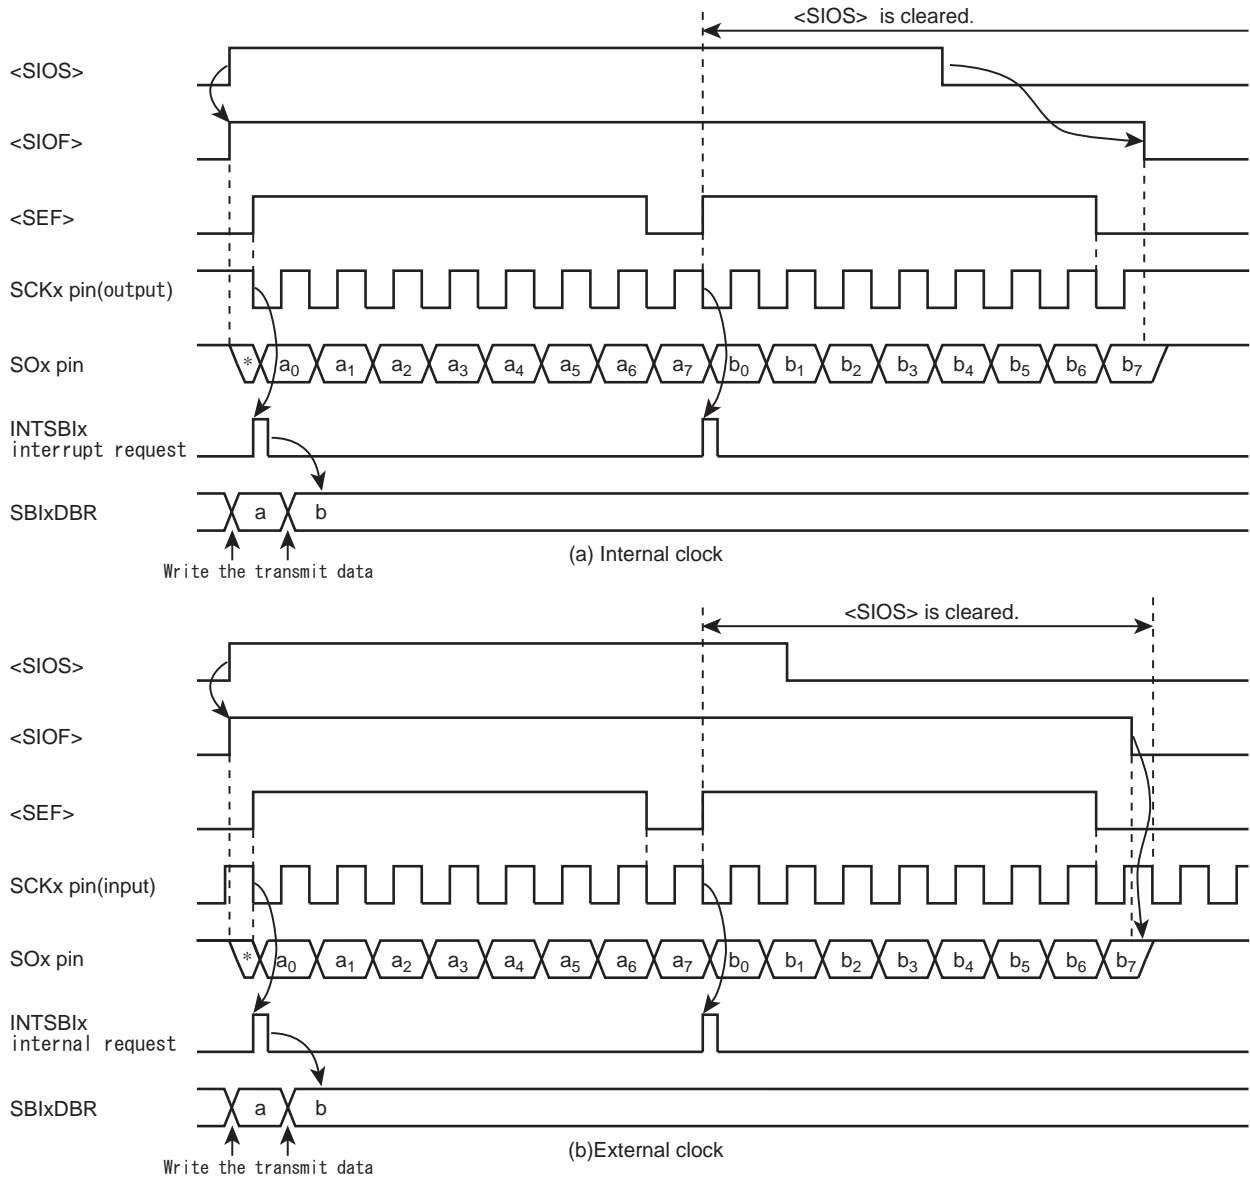 <SIOS> is cleared.
<SIOS>
<SIOF>
<SEF>
SCKx pin(output)
SOx pin
* a0 a1 a2 a3 a4 a5 a6 a7 b0 b1 b2 b3 b4 b5 b6 b7
INTSBIx
interrupt request
SBIxDBR
a b
(a) Internal clock
Write the transmit data
<SIOS> is cleared.
<SIOS>
<SIOF>
<SEF>
SCKx pin(input)
SOx pin
* a0 a1 a2 a3 a4 a5 a6 a7 b0 b1 b2 b3 b4 b5 b6 b7
INTSBIx
internal request
SBIxDBR
a b
(b)External clock
Write the transmit data